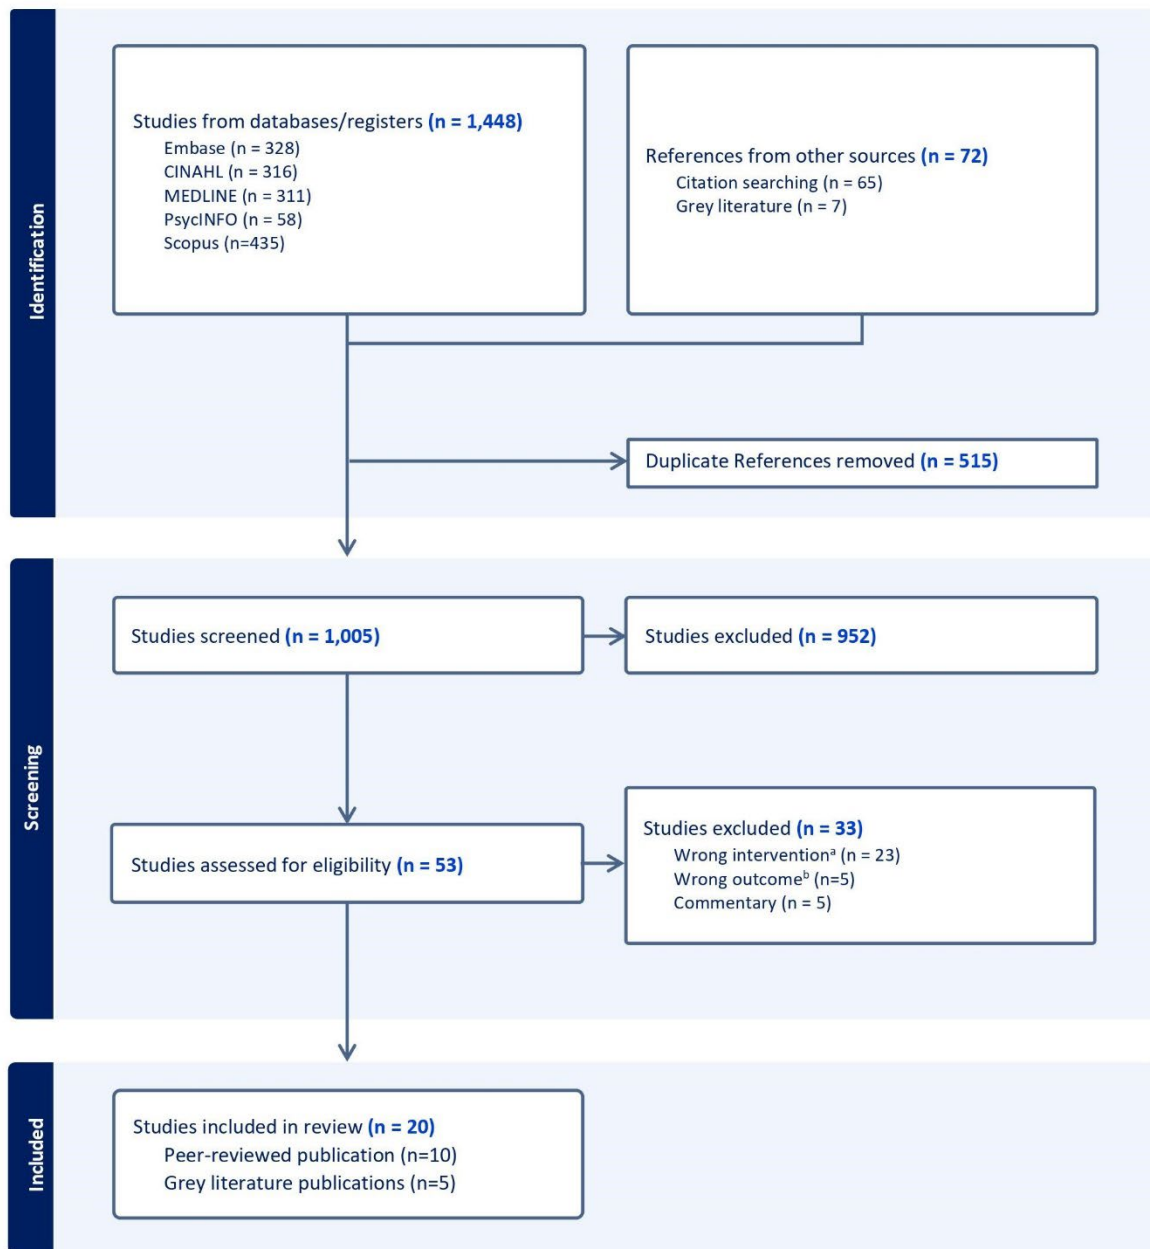 Identification
Studies from databases/registers (n = 1,448)
Embase (n = 328)
CINAHL (n = 316)
MEDLINE (n = 311)
PsycINFO (n = 58)
Scopus (n=435)
References from other sources (n = 72)
Citation searching (n = 65)
Grey literature (n = 7)
Duplicate References removed (n = 515)
Screening
Studies screened (n = 1,005)
Studies excluded (n = 952)
Studies assessed for eligibility (n = 53)
Studies excluded (n = 33)
Wrong interventionᵃ (n = 23)
Wrong outcomeᵇ (n=5)
Commentary (n = 5)
Included
Studies included in review (n = 20)
Peer-reviewed publication (n=10)
Grey literature publications (n=5)